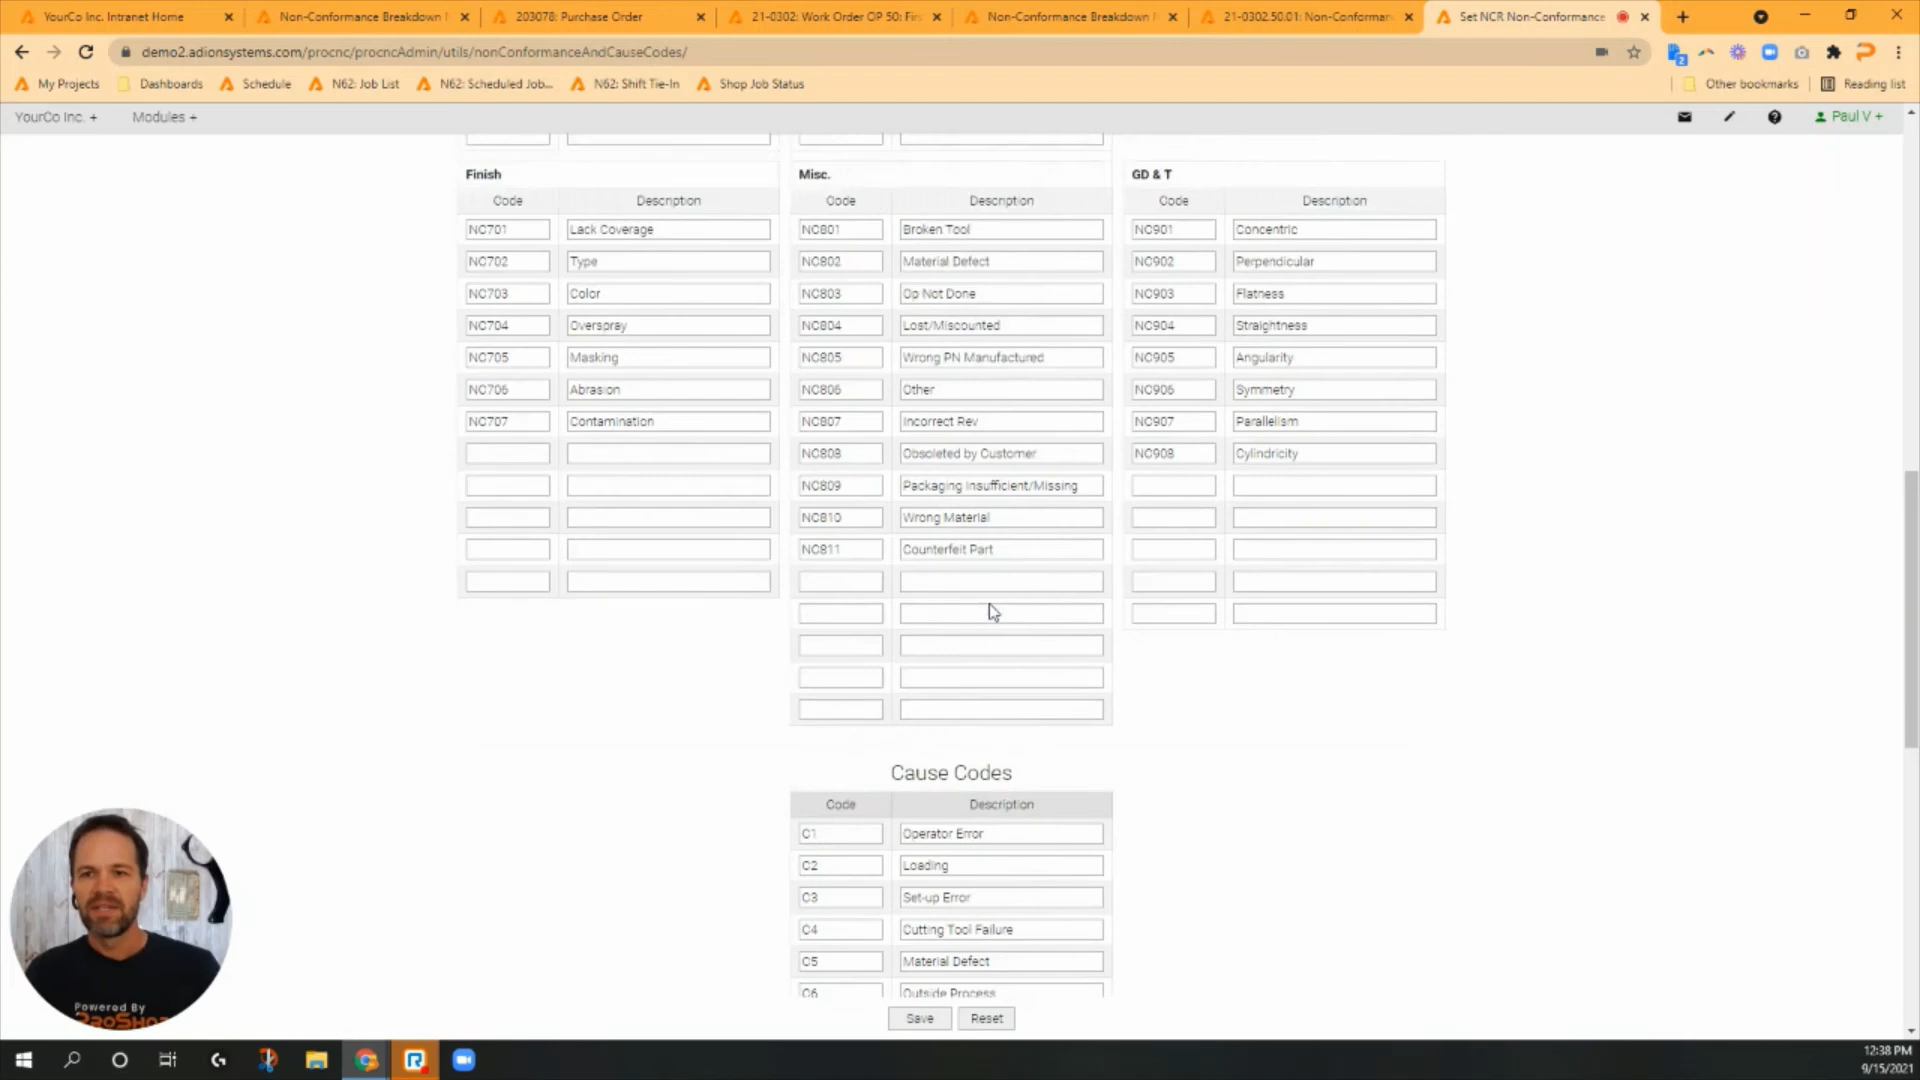 YourCo Inc. Intranet Home
Non-Conformance Breakdown
203078: Purchase Order
21-0302: Work Order OP 50: Fir
Non-Conformance Breakdown
21-0302.50.01: Non-Conforman
Set NCR Non-Conformance
demo2.adionsystems.com/procnc/procncAdmin/utils/nonConformanceAndCauseCodes/
My Projects
Dashboards
Schedule
N62: Job List
N62: Scheduled Job...
N62: Shift Tie-In
Shop Job Status
Other bookmarks
Reading list
YourCo Inc. +
Modules +
Paul V +
Finish
Code Description
NC701 Lack Coverage
NC702 Type
NC703 Color
NC704 Overspray
NC705 Masking
NC706 Abrasion
NC707 Contamination
Misc.
Code Description
NC801 Broken Tool
NC802 Material Defect
NC803 Op Not Done
NC804 Lost/Miscounted
NC805 Wrong PN Manufactured
NC806 Other
NC807 Incorrect Rev
NC808 Obsoleted by Customer
NC809 Packaging Insufficient/Missing
NC810 Wrong Material
NC811 Counterfeit Part
GD & T
Code Description
NC901 Concentric
NC902 Perpendicular
NC903 Flatness
NC904 Straightness
NC905 Angularity
NC906 Symmetry
NC907 Parallelism
NC908 Cylindricity
Cause Codes
Code Description
C1 Operator Error
C2 Loading
C3 Set-up Error
C4 Cutting Tool Failure
C5 Material Defect
C6 Outside Process
Save
Reset
Powered By
PROSHOP
12:38 PM
9/15/2021